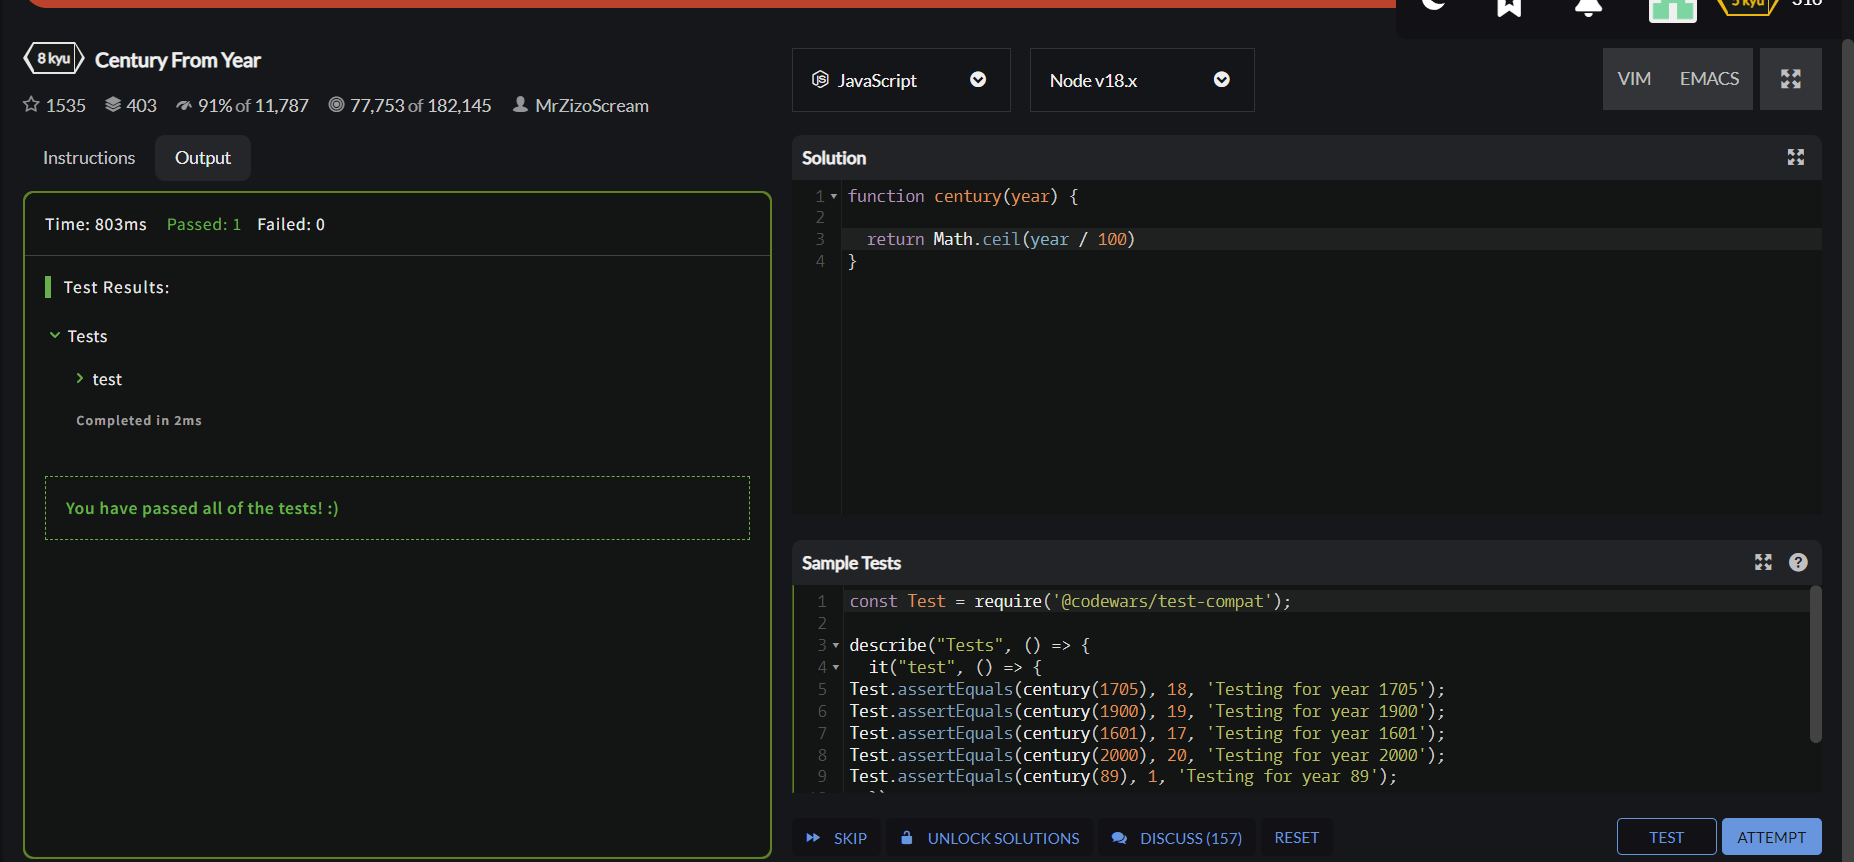 8 kyu Century From Year
1535 403 91% of 11,787 77,753 of 182,145 MrZizoScream
Instructions Output
Time: 803ms Passed: 1 Failed: 0
Test Results:
Tests
test
Completed in 2ms
You have passed all of the tests! :)
JavaScript Node v18.x VIM EMACS
Solution
1 function century(year) {
2
3 return Math.ceil(year / 100)
4 }
Sample Tests
1 const Test = require('@codewars/test-compat');
2
3 describe("Tests", () => {
4 it("test", () => {
5 Test.assertEquals(century(1705), 18, 'Testing for year 1705');
6 Test.assertEquals(century(1900), 19, 'Testing for year 1900');
7 Test.assertEquals(century(1601), 17, 'Testing for year 1601');
8 Test.assertEquals(century(2000), 20, 'Testing for year 2000');
9 Test.assertEquals(century(89), 1, 'Testing for year 89');
SKIP UNLOCK SOLUTIONS DISCUSS (157) RESET TEST ATTEMPT